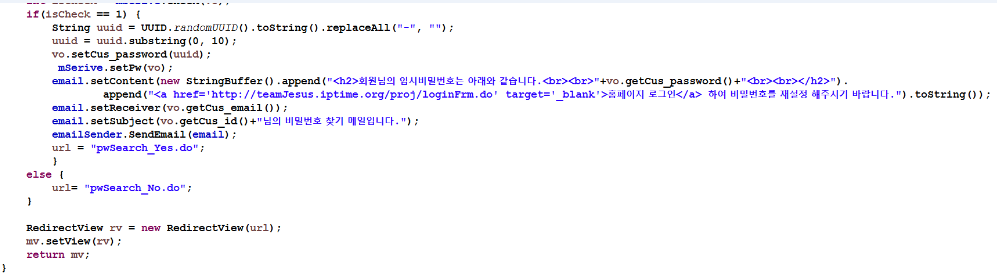 if(isCheck == 1) {
String uuid = UUID.randomUUID().toString().replaceAll("-", "");
uuid = uuid.substring(0, 10);
vo.setCus_password(uuid);
mSerive.setPw(vo);
email.setContent(new StringBuffer().append("<h2>회원님의 임시비밀번호는 아래와 같습니다.<br><br>"+vo.getCus_password()+"<br><br></h2>").
append("<a href='http://teamJesus.iptime.org/proj/loginFrm.do' target='_blank'>홈페이지 로그인</a> 하여 비밀번호를 재설정 해주시기 바랍니다.").toString());
email.setReceiver(vo.getCus_email());
email.setSubject(vo.getCus_id()+"님의 비밀번호 찾기 메일입니다.");
emailSender.SendEmail(email);
url = "pwSearch_Yes.do";
}
else {
url= "pwSearch_No.do";
}
RedirectView rv = new RedirectView(url);
mv.setView(rv);
return mv;
}